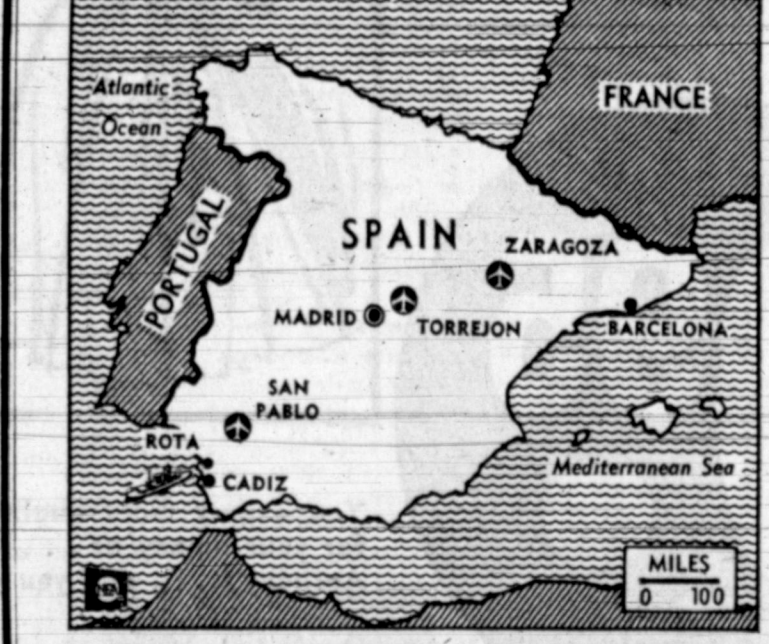 Atlantic
Ocean
FRANCE
PORTUGAL
SPAIN
ZARAGOZA
MADRID
TORREJON
BARCELONA
SAN
PABLO
ROTA
CADIZ
Mediterranean Sea
MILES
0 100